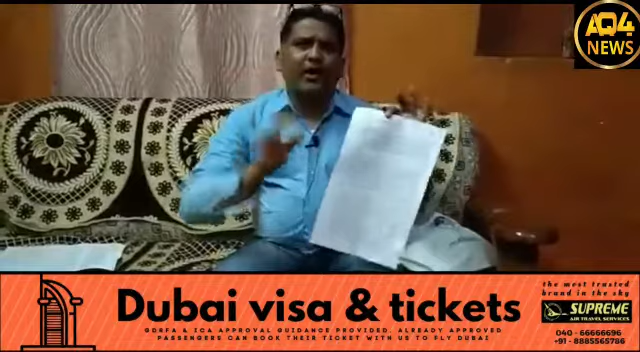 AQ4
NEWS
Dubai visa & tickets
GDRFA & ICA APPROVAL GUIDANCE PROVIDED. ALREADY APPROVED
PASSENGERS CAN BOOK THEIR TICKET WITH US TO FLY DUBAI
the most trusted
brand in the sky
SUPREME
AIR TRAVEL SERVICES
040 - 66666696
+91 - 8885565786